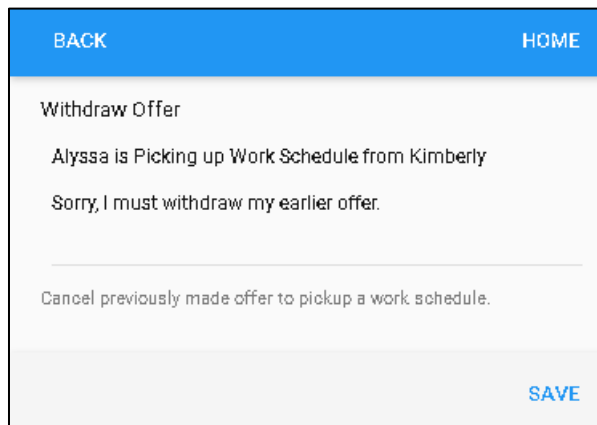 BACK HOME
Withdraw Offer
Alyssa is Picking up Work Schedule from Kimberly
Sorry, I must withdraw my earlier offer.
Cancel previously made offer to pickup a work schedule.
SAVE